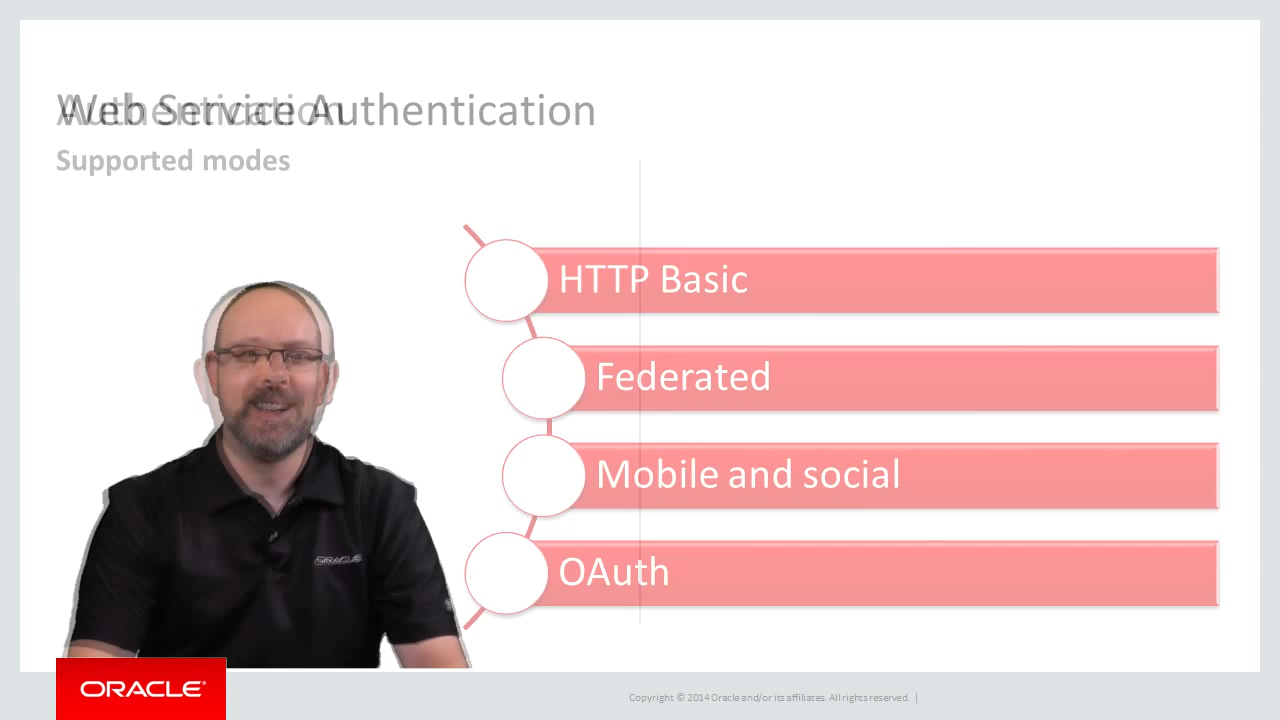 Web Service Authentication
Authentication
Supported modes
HTTP Basic
Federated
Mobile and social
OAuth
ORACLE
ORACLE®
Copyright © 2014 Oracle and/or its affiliates. All rights reserved. |